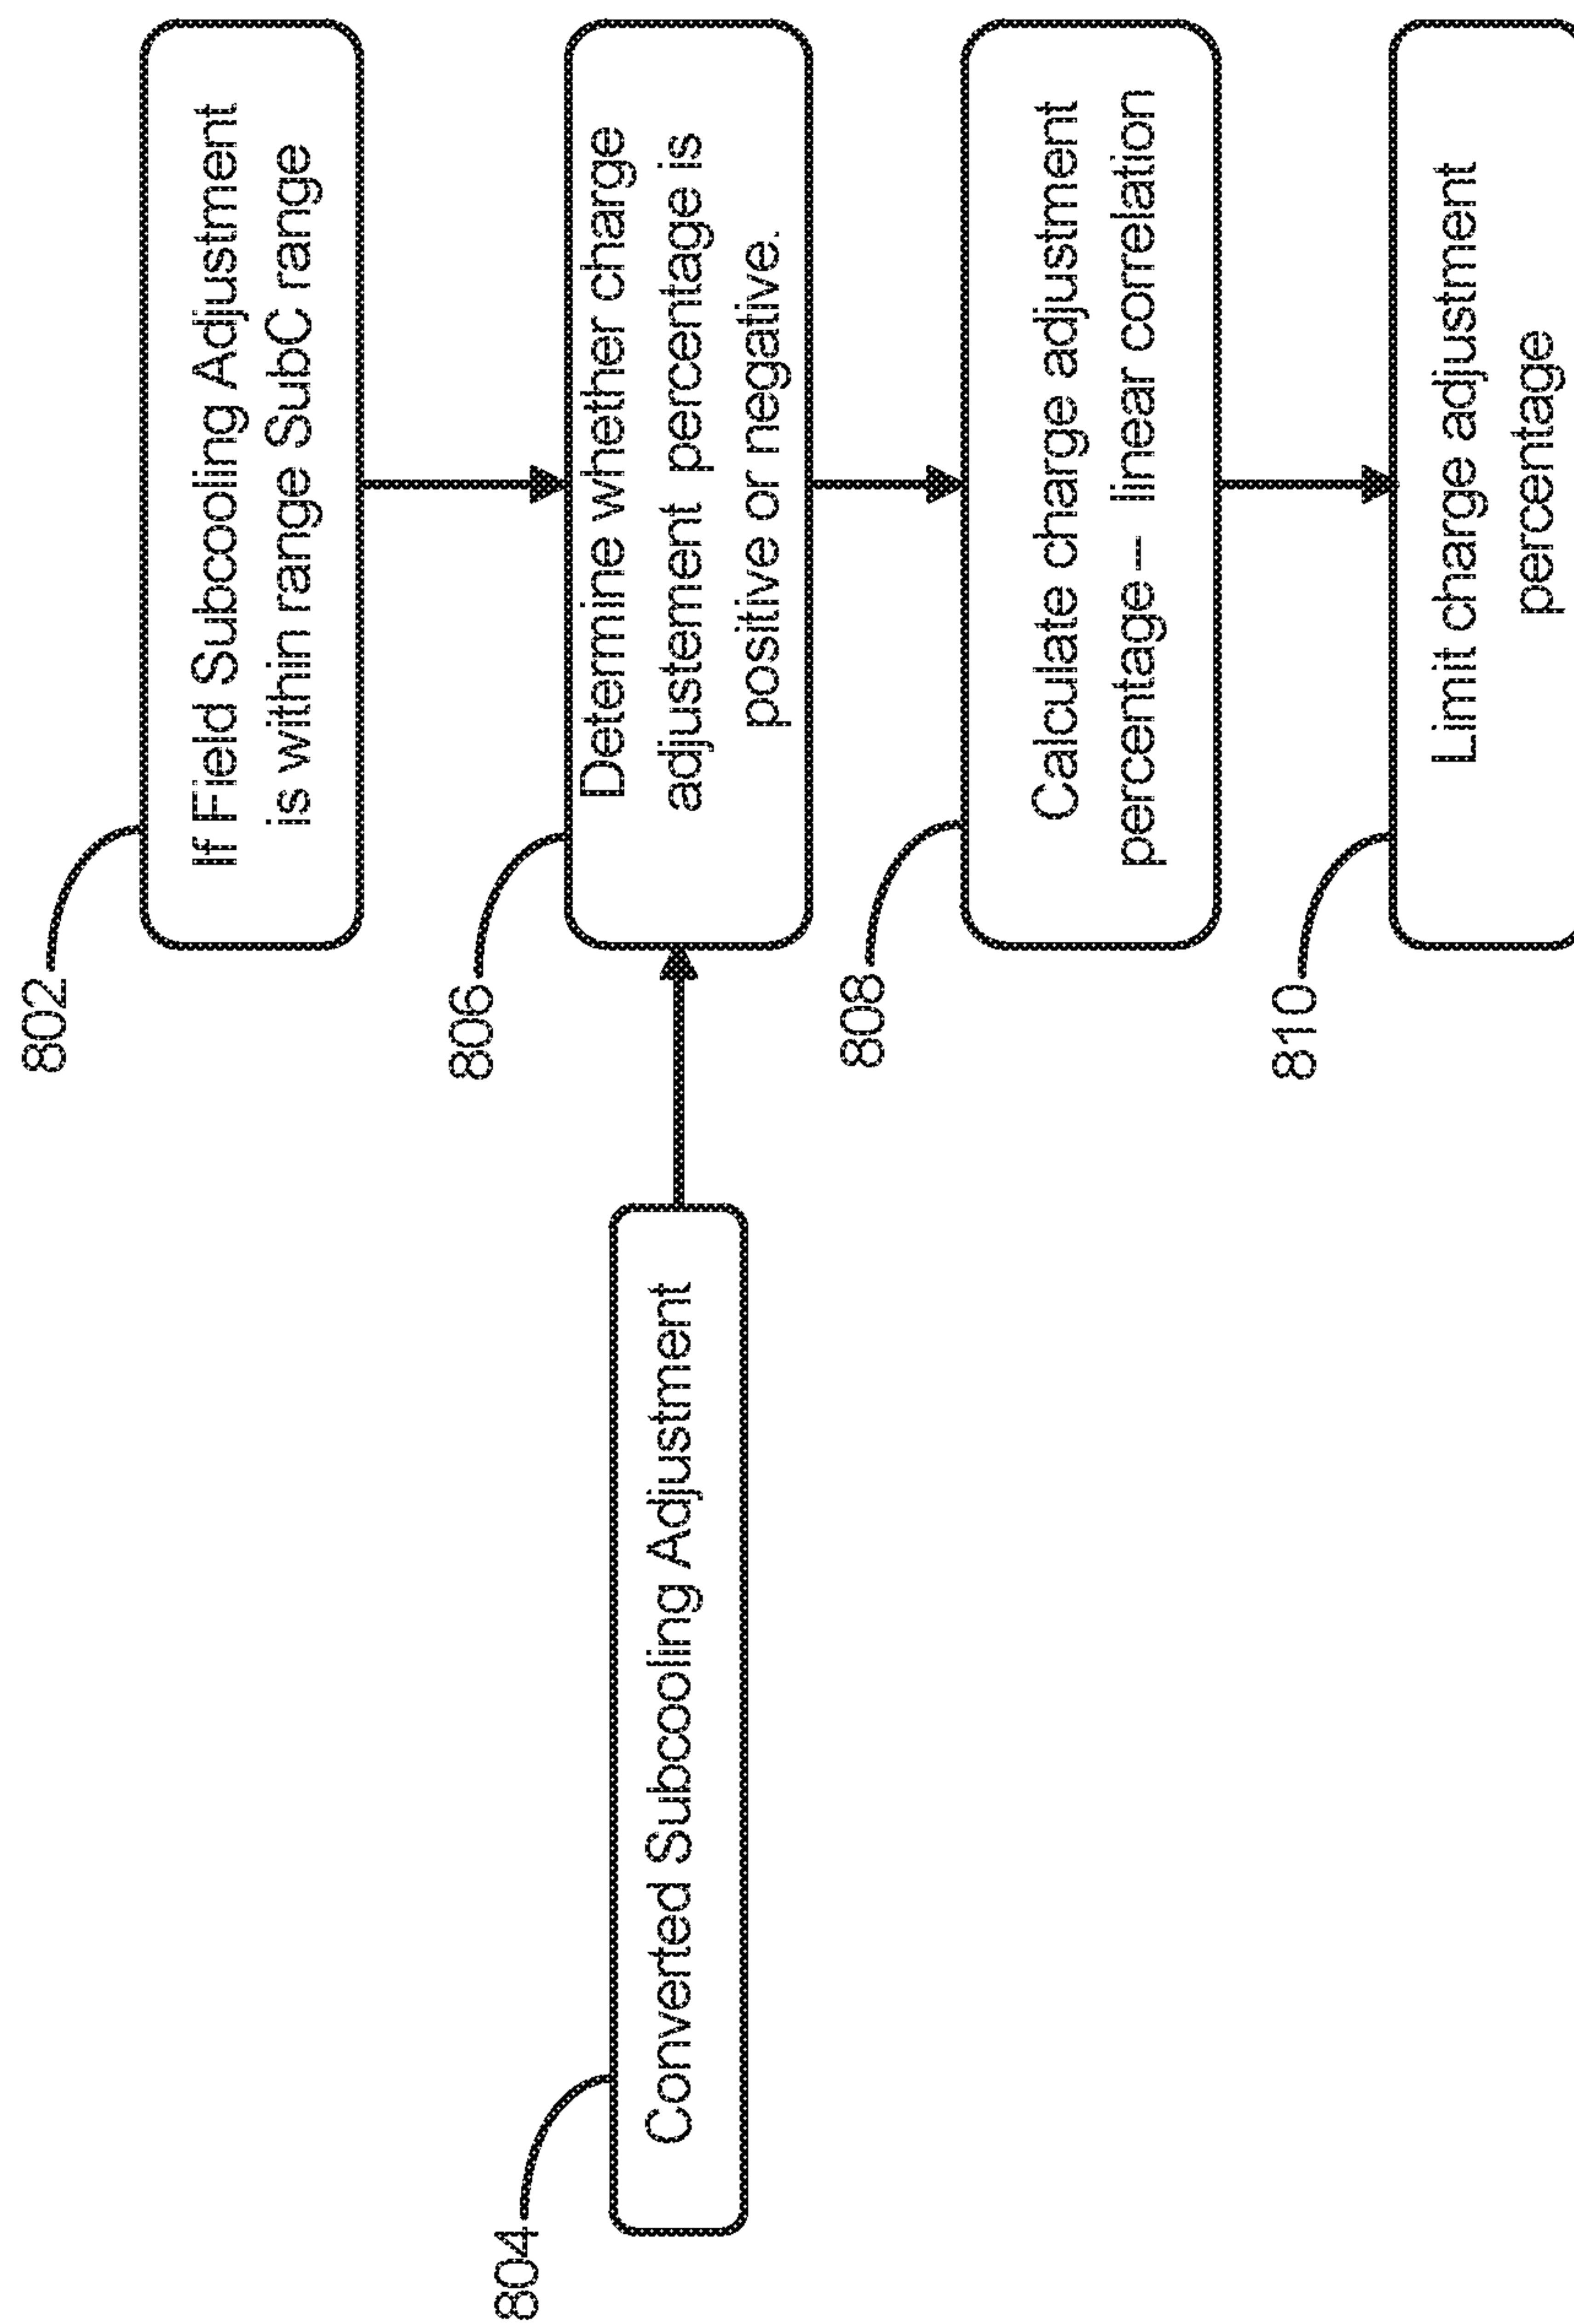 802
If Field Subcooling Adjustment
is within range SubC range
804
Converted Subcooling Adjustment
806
Determine whether charge
adjustement percentage is
positive or negative.
808
Calculate charge adjustment
percentage – linear correlation
810
Limit charge adjustment
percentage